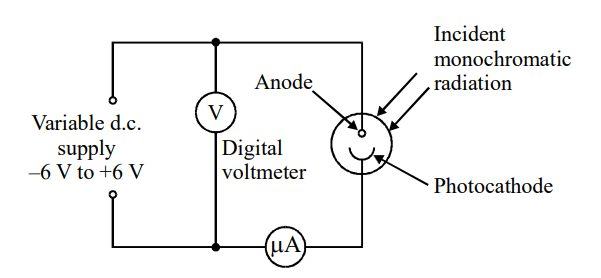 Incident
monochromatic
radiation
Anode
V
Variable d.c.
supply
–6 V to +6 V
Digital
voltmeter
Photocathode
µA